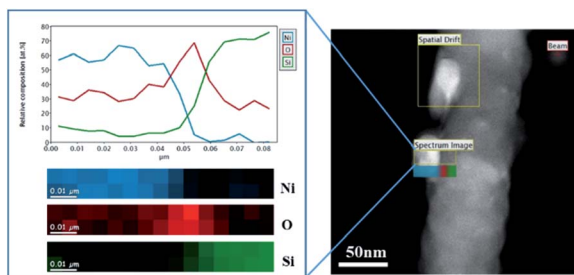 Relative composition [at.%]
80
70
60
50
40
30
20
10
0
0.00 0.01 0.02 0.03 0.04 0.05 0.06 0.07 0.08
µm
Ni
O
Si
0.01 µm
Ni
0.01 µm
O
0.01 µm
Si
Spatial Drift
Beam
Spectrum Image
50nm